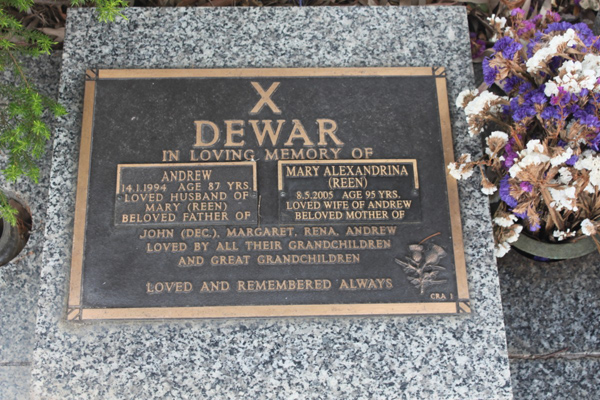 X
DEWAR
IN LOVING MEMORY OF
ANDREW
14.1.1994 AGE 87 YRS.
LOVED HUSBAND OF
MARY (REEN)
BELOVED FATHER OF
MARY ALEXANDRINA
(REEN)
8.5.2005 AGE 95 YRS.
LOVED WIFE OF ANDREW
BELOVED MOTHER OF
JOHN (DEC.), MARGARET, RENA, ANDREW
LOVED BY ALL THEIR GRANDCHILDREN
AND GREAT GRANDCHILDREN
LOVED AND REMEMBERED ALWAYS
CRA 1